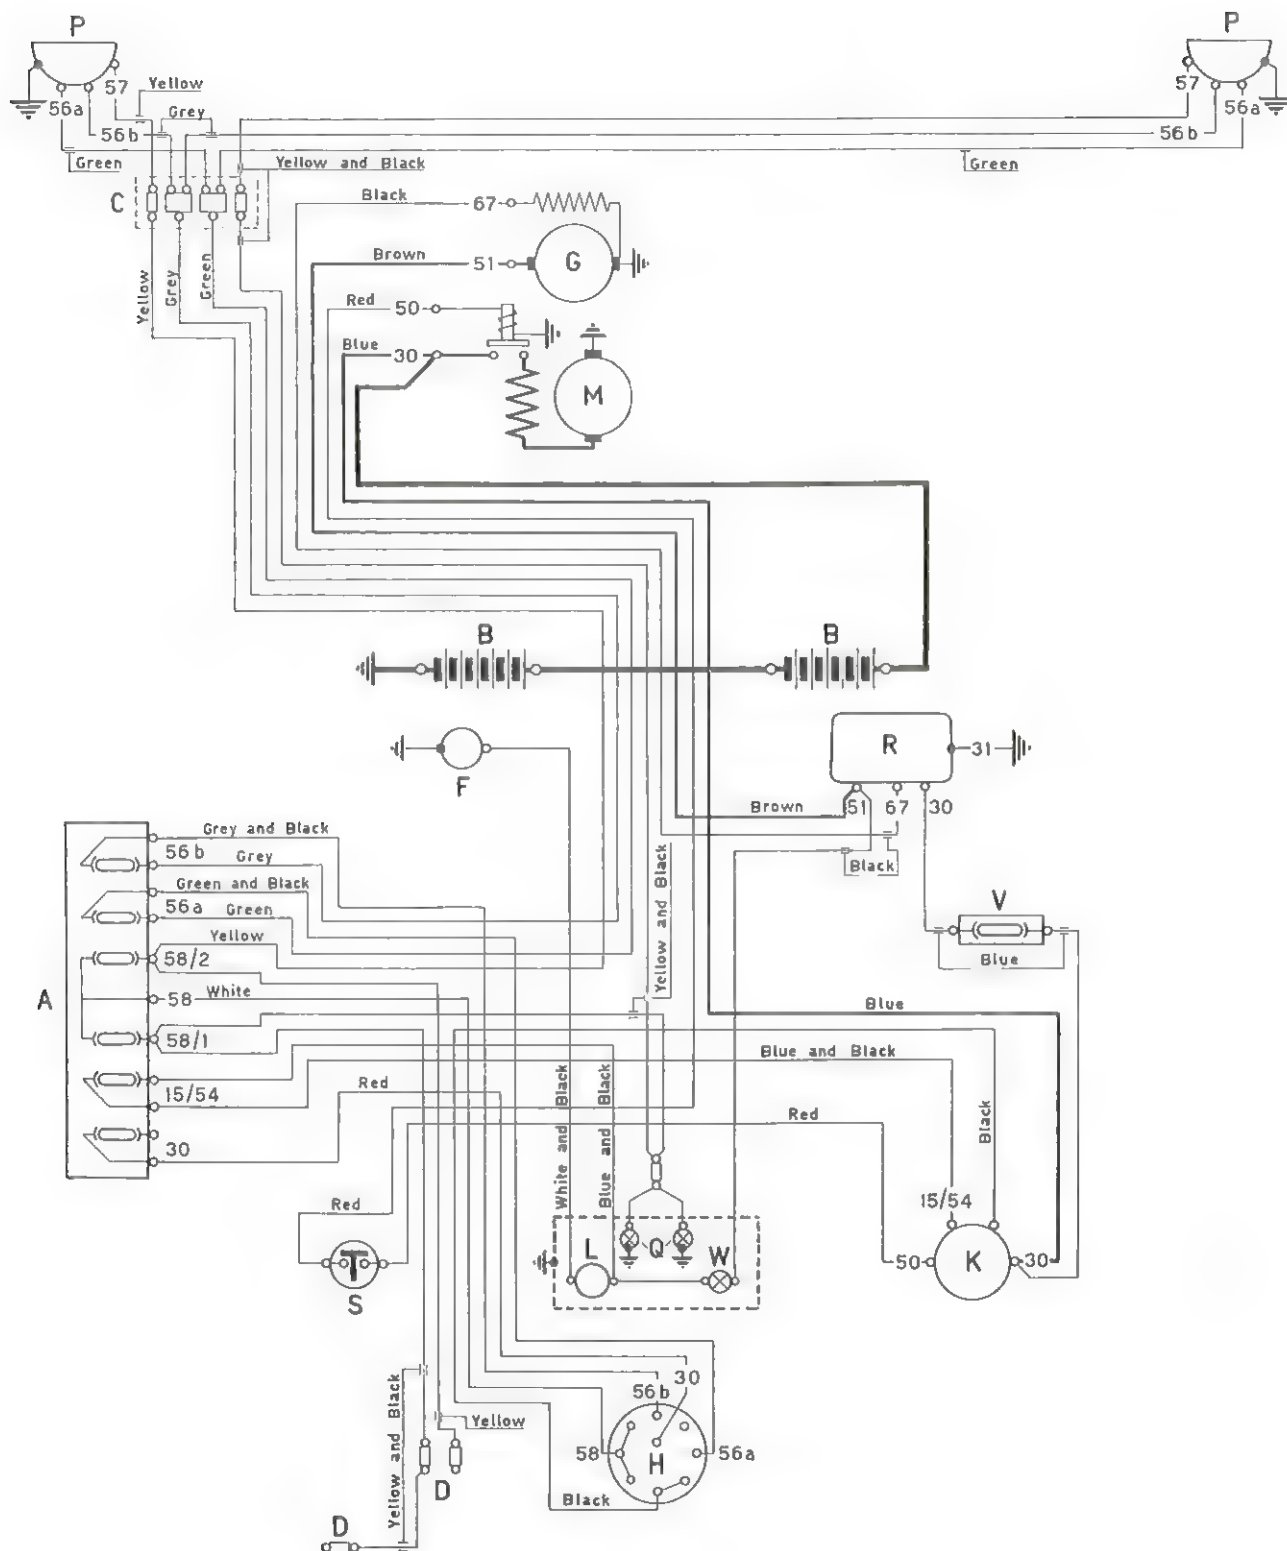 P
P
57
Yellow
57
56a
Grey
56a
56b
56b
Green
Yellow and Black
Green
C
Black
67
Brown
51
G
Yellow
Grey
Green
Red
50
Blue
30
M
B
B
R
31
F
Brown
51
67
30
Grey and Black
56b
Grey
Black
Green and Black
Yellow and Black
V
56a
Green
Yellow
58/2
Blue
A
58
White
Blue
58/1
Blue and Black
Red
15/54
Red
Black
White and Black
Blue and Black
30
15/54
Red
L
Q
W
50
K
30
S
30
56b
Yellow and Black
Yellow
58
H
56a
D
Black
D